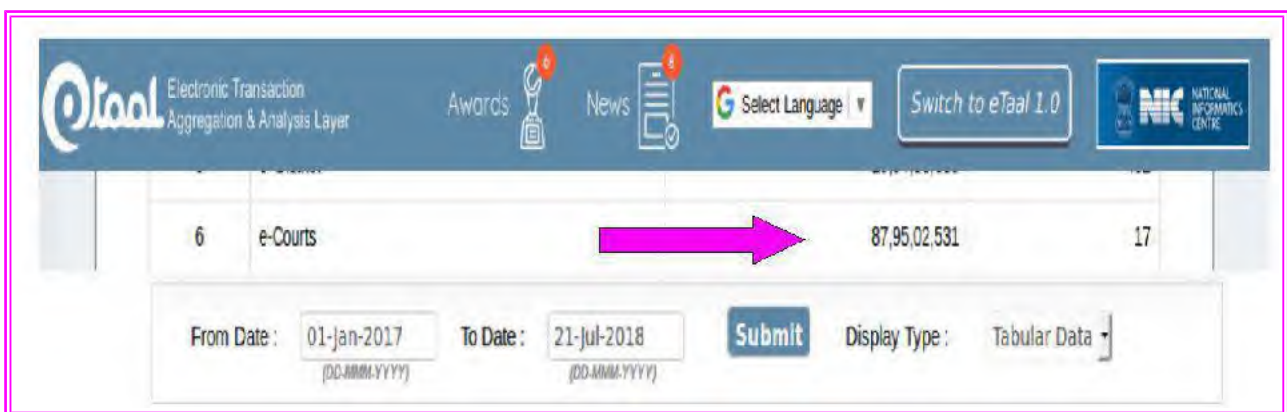 etaal Electronic Transaction
Aggregation & Analysis Layer
Awards 6
News 8
G Select Language ▼
Switch to eTaal 1.0
NIC NATIONAL
INFORMATICS
CENTRE
6 e-Courts 87,95,02,531 17
From Date : 01-Jan-2017 To Date : 21-Jul-2018 Submit Display Type : Tabular Data
(DD-MMM-YYYY) (DD-MMM-YYYY)